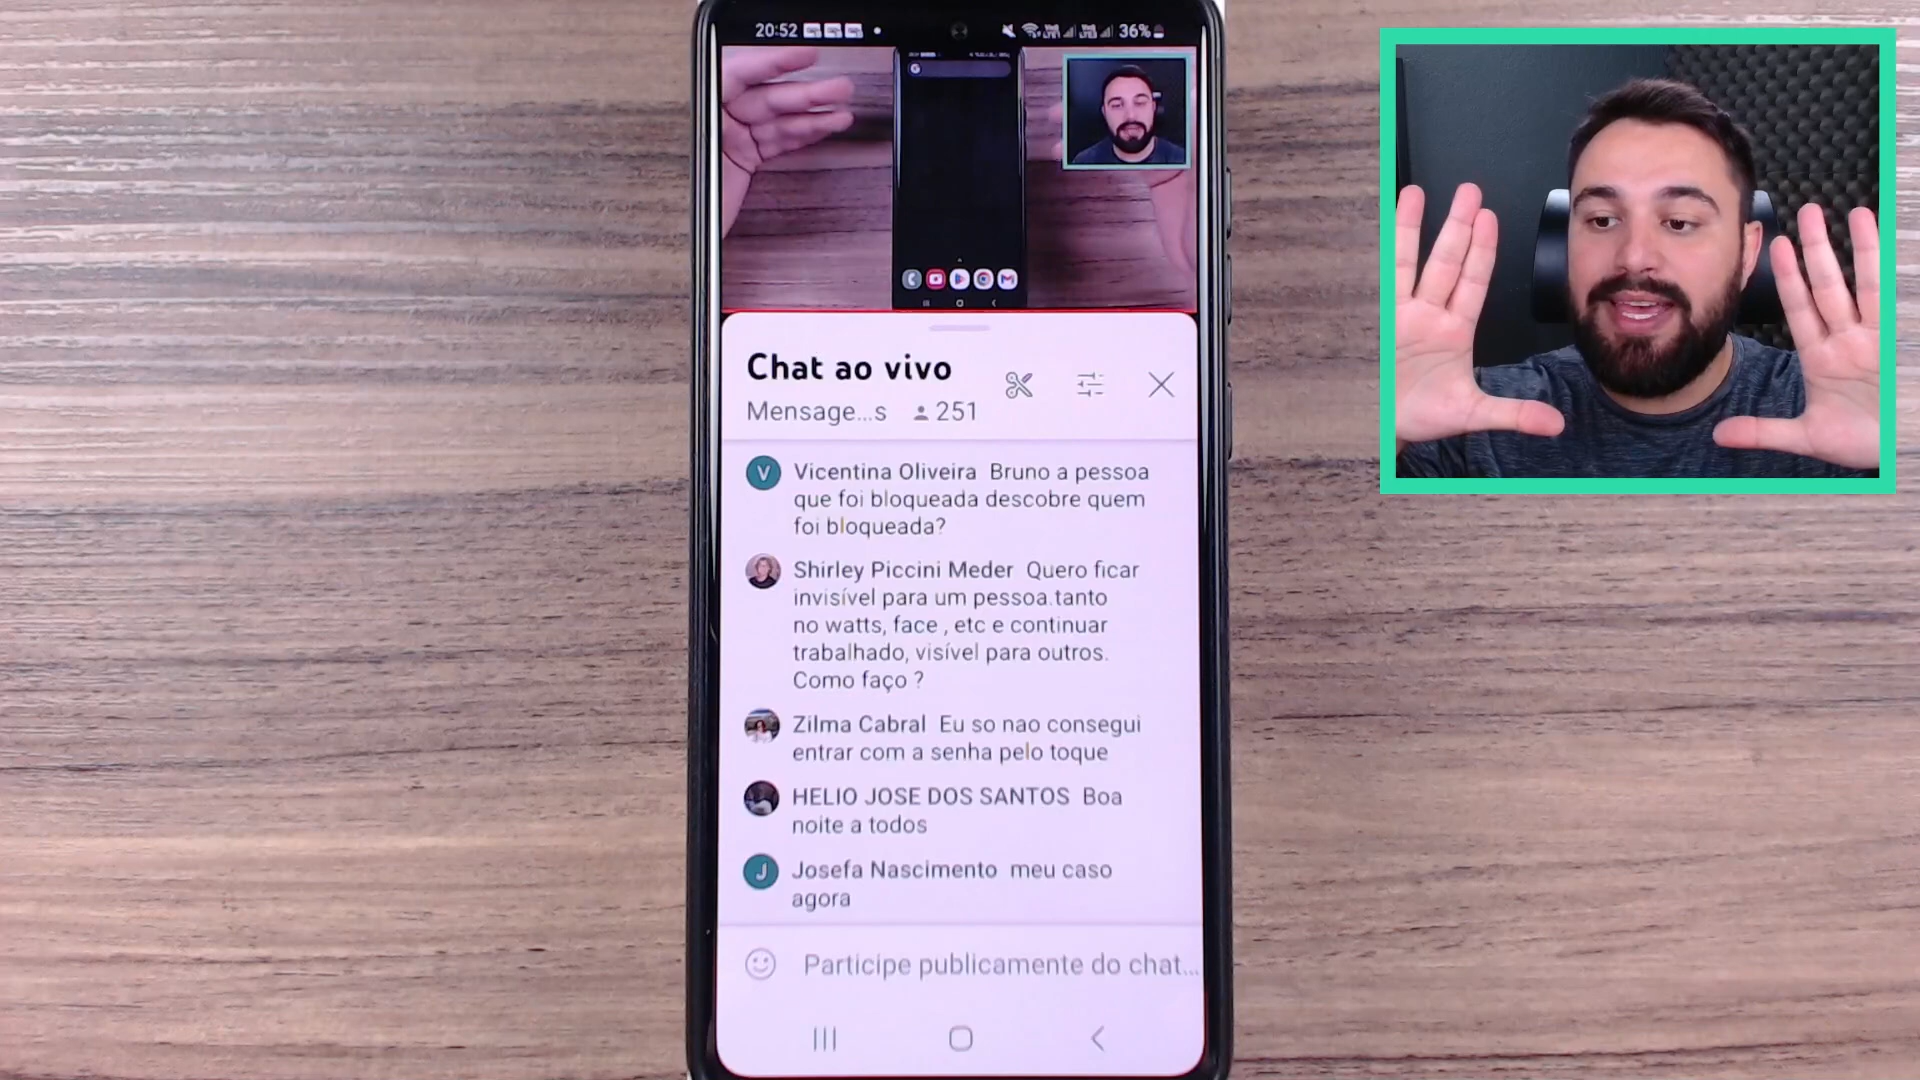 20:52
36%
Chat ao vivo
Mensage...s 251
V Vicentina Oliveira Bruno a pessoa
que foi bloqueada descobre quem
foi bloqueada?
Shirley Piccini Meder Quero ficar
invisível para um pessoa.tanto
no watts, face , etc e continuar
trabalhado, visível para outros.
Como faço ?
Zilma Cabral Eu so nao consegui
entrar com a senha pelo toque
HELIO JOSE DOS SANTOS Boa
noite a todos
J Josefa Nascimento meu caso
agora
Participe publicamente do chat...